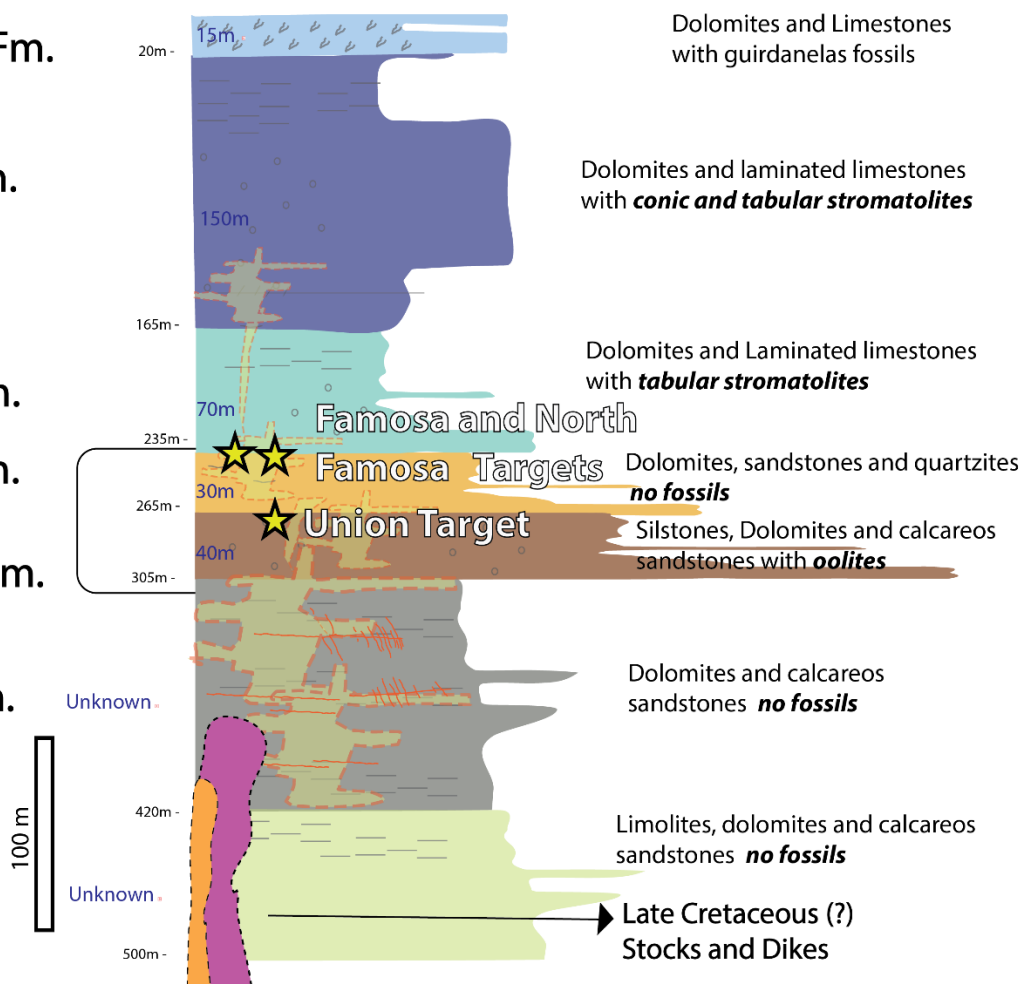 Fm.
15m
20m -
Dolomites and Limestones
with guirdanelas fossils
n.
150m
Dolomites and laminated limestones
with conic and tabular stromatolites
165m -
Dolomites and Laminated limestones
with tabular stromatolites
n.
70m
235m -
Famosa and North
Famosa Targets
n.
30m
Dolomites, sandstones and quartzites
no fossils
265m -
Union Target
40m
Silstones, Dolomites and calcareos
sandstones with oolites
m.
305m -
Dolomites and calcareos
sandstones no fossils
n.
Unknown
100 m
420m -
Limolites, dolomites and calcareos
sandstones no fossils
Unknown
Late Cretaceous (?)
Stocks and Dikes
500m -